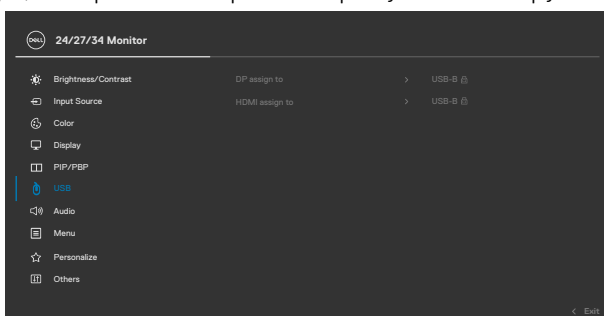 DELL 24/27/34 Monitor
Brightness/Contrast DP assign to > USB-B
Input Source HDMI assign to > USB-B
Color
Display
PIP/PBP
USB
Audio
Menu
Personalize
Others
< Exit